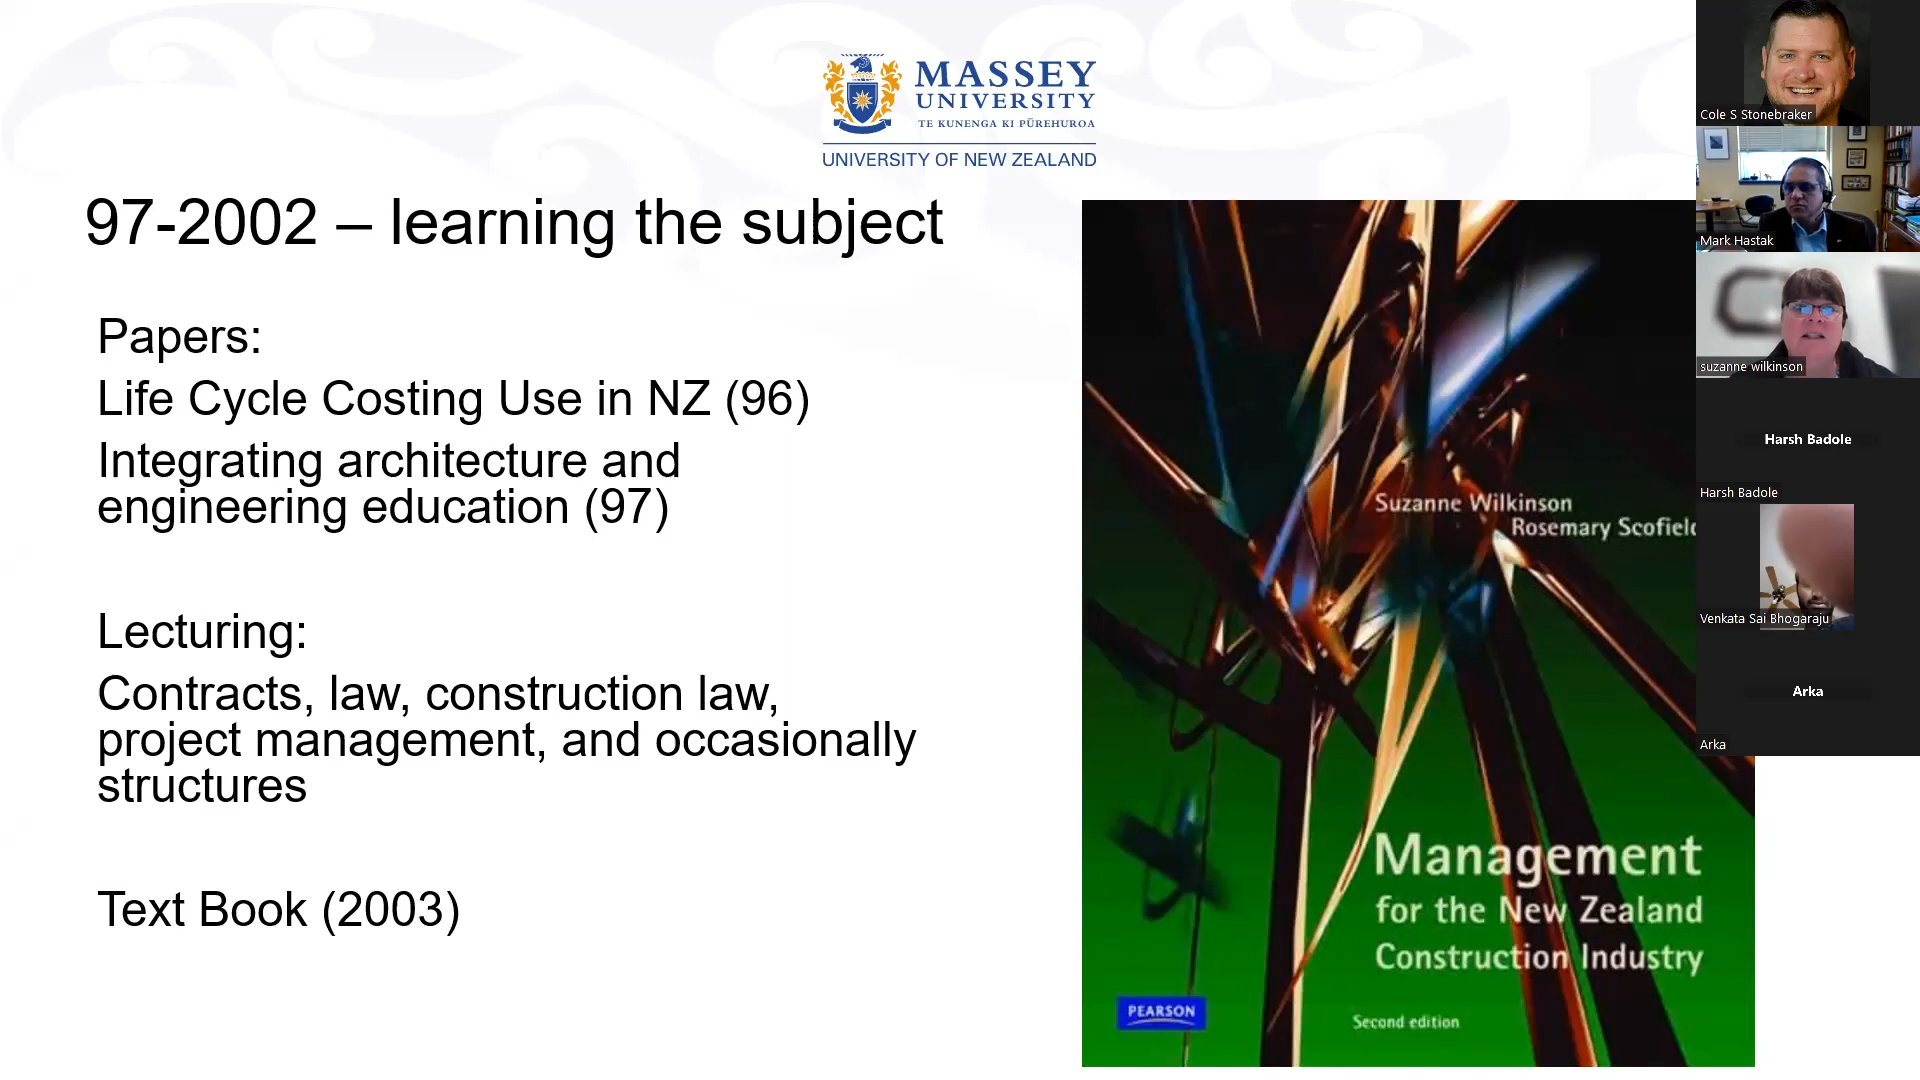 MASSEY
UNIVERSITY
TE KUNENGA KI PŪREHUROA
UNIVERSITY OF NEW ZEALAND
97-2002 – learning the subject
Papers:
Life Cycle Costing Use in NZ (96)
Integrating architecture and
engineering education (97)
Lecturing:
Contracts, law, construction law,
project management, and occasionally
structures
Text Book (2003)
Suzanne Wilkinson
Rosemary Scofield
Management
for the New Zealand
Construction Industry
PEARSON
Second edition
Cole S Stonebraker
Mark Hastak
suzanne wilkinson
Harsh Badole
Harsh Badole
Venkata Sai Bhogaraju
Arka
Arka